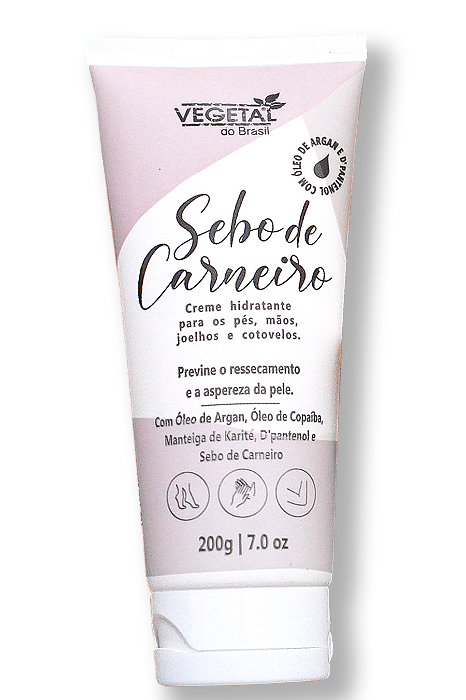 VEGETAL
do Brasil
COM ÓLEO DE ARGAN E D'PANTENOL
Sebo de
Carneiro
Creme hidratante
para os pés, mãos,
joelhos e cotovelos.
Previne o ressecamento
e a aspereza da pele.
Com Óleo de Argan, Óleo de Copaíba,
Manteiga de Karité, D'pantenol e
Sebo de Carneiro
200g | 7.0 oz